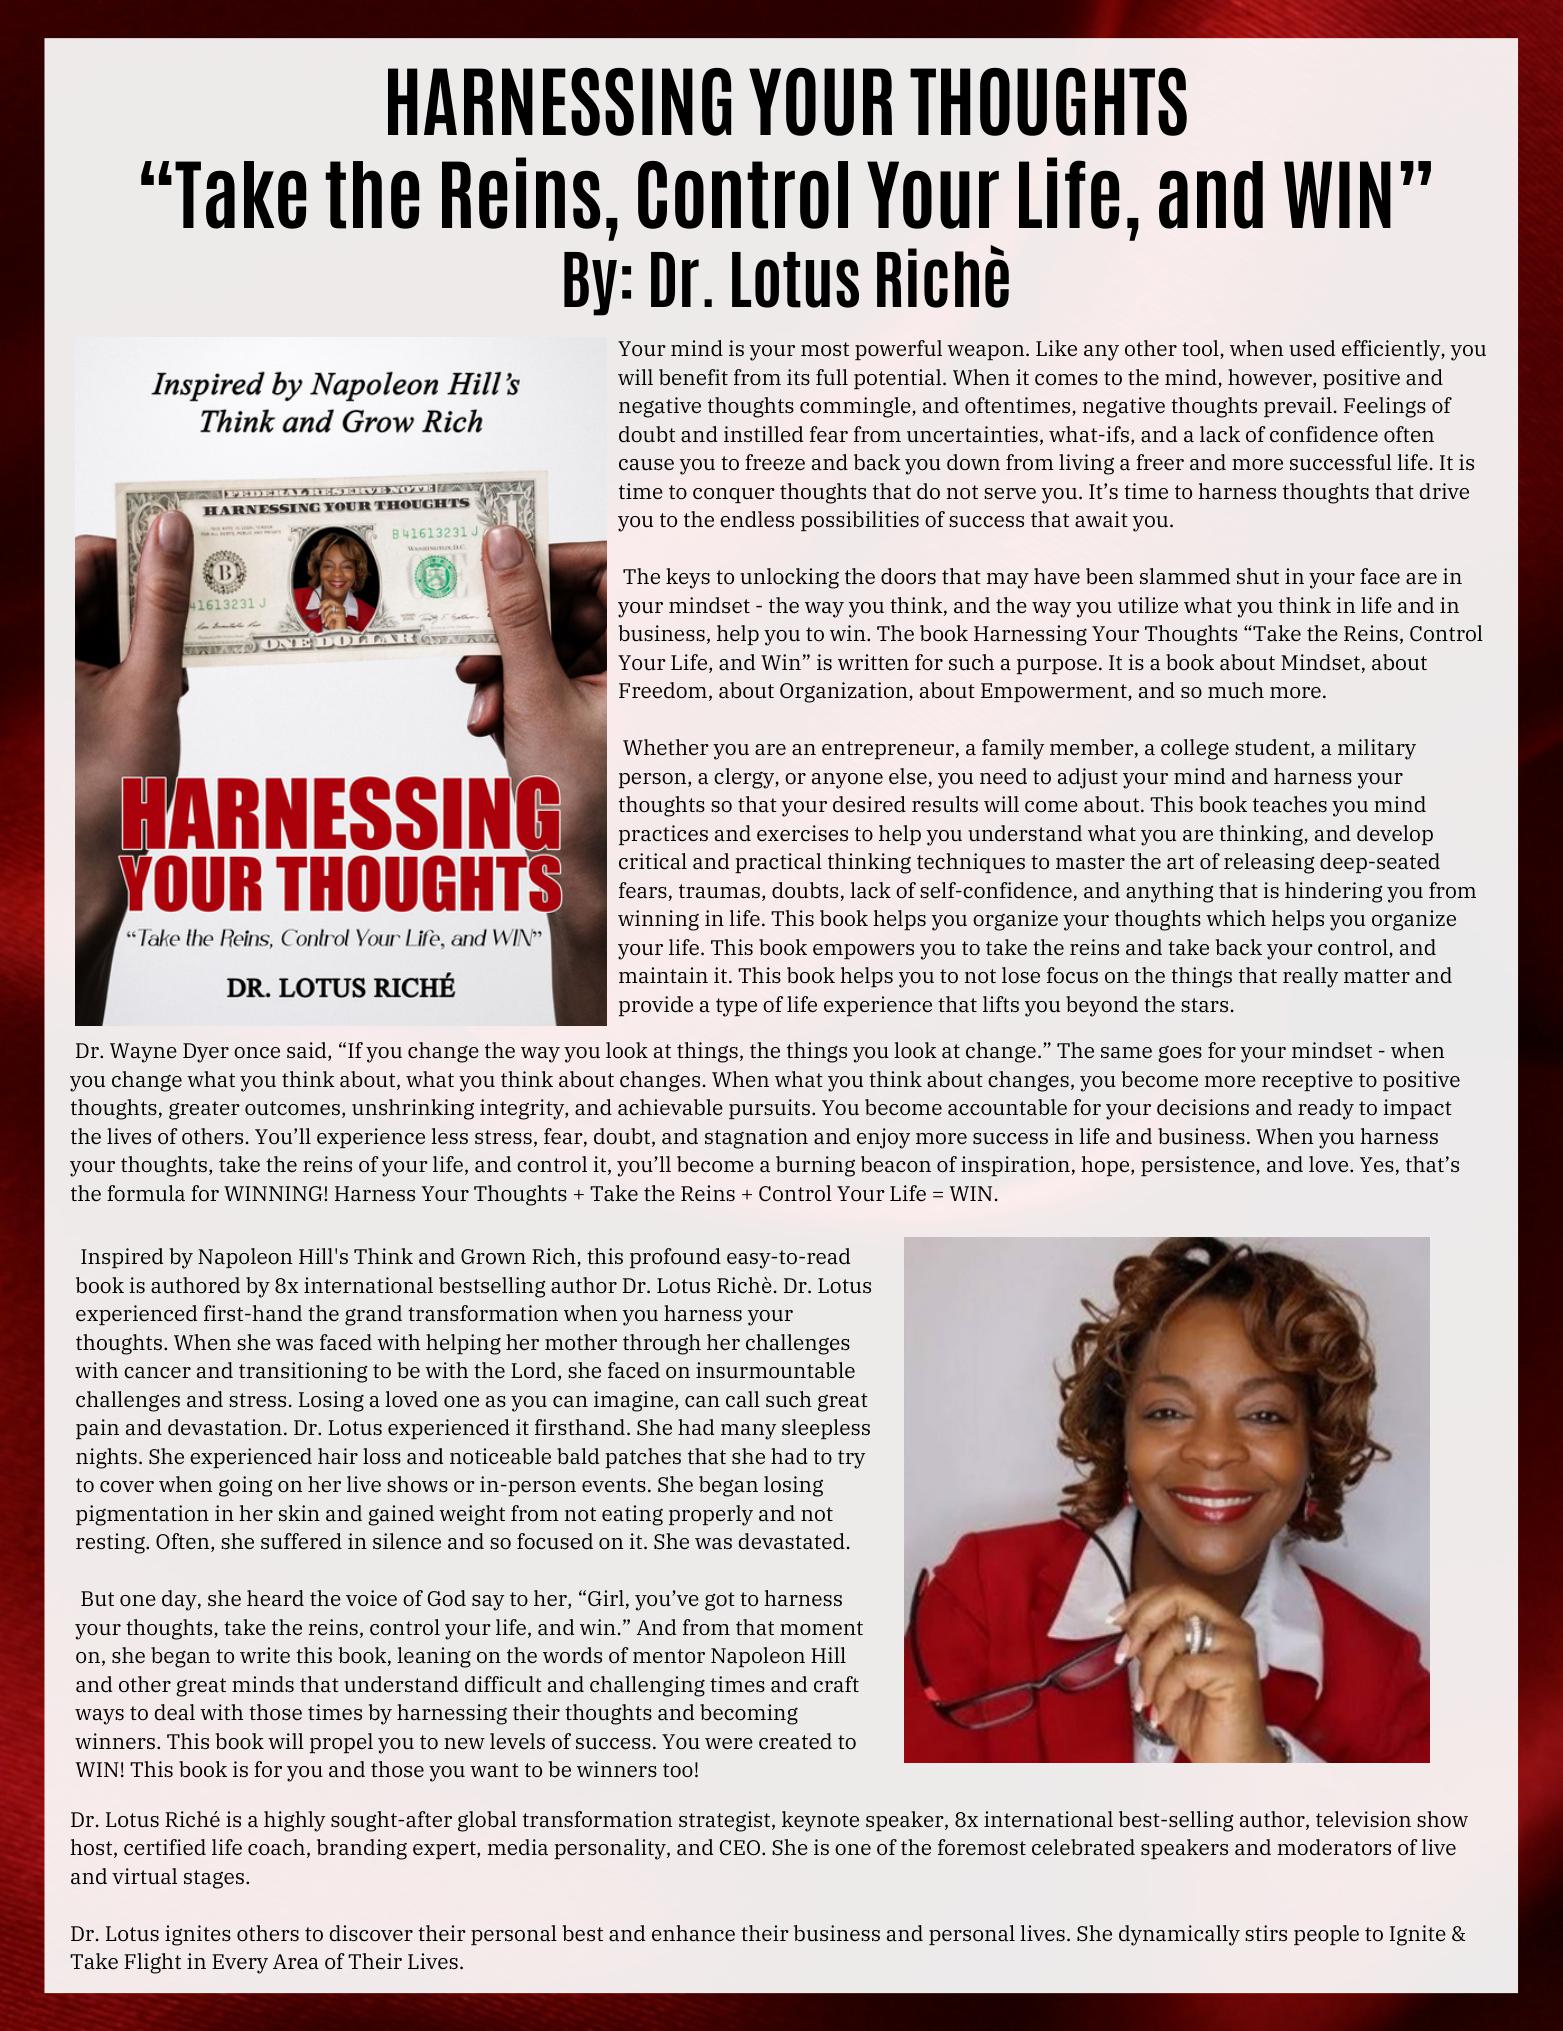 HARNESSING YOUR THOUGHTS
“Take the Reins, Control Your Life, and WIN”
By: Dr. Lotus Richè
Inspired by Napoleon Hill’s
Think and Grow Rich
FEDERAL RESERVE NOTE
HARNESSING YOUR THOUGHTS
B 41613231 J
WASHINGTON, D.C.
B
41613231 J
ONE DOLLAR
HARNESSING
YOUR THOUGHTS
“Take the Reins, Control Your Life, and WIN”
DR. LOTUS RICHÉ
Your mind is your most powerful weapon. Like any other tool, when used efficiently, you
will benefit from its full potential. When it comes to the mind, however, positive and
negative thoughts commingle, and oftentimes, negative thoughts prevail. Feelings of
doubt and instilled fear from uncertainties, what-ifs, and a lack of confidence often
cause you to freeze and back you down from living a freer and more successful life. It is
time to conquer thoughts that do not serve you. It’s time to harness thoughts that drive
you to the endless possibilities of success that await you.
The keys to unlocking the doors that may have been slammed shut in your face are in
your mindset - the way you think, and the way you utilize what you think in life and in
business, help you to win. The book Harnessing Your Thoughts “Take the Reins, Control
Your Life, and Win” is written for such a purpose. It is a book about Mindset, about
Freedom, about Organization, about Empowerment, and so much more.
Whether you are an entrepreneur, a family member, a college student, a military
person, a clergy, or anyone else, you need to adjust your mind and harness your
thoughts so that your desired results will come about. This book teaches you mind
practices and exercises to help you understand what you are thinking, and develop
critical and practical thinking techniques to master the art of releasing deep-seated
fears, traumas, doubts, lack of self-confidence, and anything that is hindering you from
winning in life. This book helps you organize your thoughts which helps you organize
your life. This book empowers you to take the reins and take back your control, and
maintain it. This book helps you to not lose focus on the things that really matter and
provide a type of life experience that lifts you beyond the stars.
Dr. Wayne Dyer once said, “If you change the way you look at things, the things you look at change.” The same goes for your mindset - when
you change what you think about, what you think about changes. When what you think about changes, you become more receptive to positive
thoughts, greater outcomes, unshrinking integrity, and achievable pursuits. You become accountable for your decisions and ready to impact
the lives of others. You’ll experience less stress, fear, doubt, and stagnation and enjoy more success in life and business. When you harness
your thoughts, take the reins of your life, and control it, you’ll become a burning beacon of inspiration, hope, persistence, and love. Yes, that’s
the formula for WINNING! Harness Your Thoughts + Take the Reins + Control Your Life = WIN.
Inspired by Napoleon Hill's Think and Grown Rich, this profound easy-to-read
book is authored by 8x international bestselling author Dr. Lotus Richè. Dr. Lotus
experienced first-hand the grand transformation when you harness your
thoughts. When she was faced with helping her mother through her challenges
with cancer and transitioning to be with the Lord, she faced on insurmountable
challenges and stress. Losing a loved one as you can imagine, can call such great
pain and devastation. Dr. Lotus experienced it firsthand. She had many sleepless
nights. She experienced hair loss and noticeable bald patches that she had to try
to cover when going on her live shows or in-person events. She began losing
pigmentation in her skin and gained weight from not eating properly and not
resting. Often, she suffered in silence and so focused on it. She was devastated.
But one day, she heard the voice of God say to her, “Girl, you’ve got to harness
your thoughts, take the reins, control your life, and win.” And from that moment
on, she began to write this book, leaning on the words of mentor Napoleon Hill
and other great minds that understand difficult and challenging times and craft
ways to deal with those times by harnessing their thoughts and becoming
winners. This book will propel you to new levels of success. You were created to
WIN! This book is for you and those you want to be winners too!
Dr. Lotus Riché is a highly sought-after global transformation strategist, keynote speaker, 8x international best-selling author, television show
host, certified life coach, branding expert, media personality, and CEO. She is one of the foremost celebrated speakers and moderators of live
and virtual stages.
Dr. Lotus ignites others to discover their personal best and enhance their business and personal lives. She dynamically stirs people to Ignite &
Take Flight in Every Area of Their Lives.